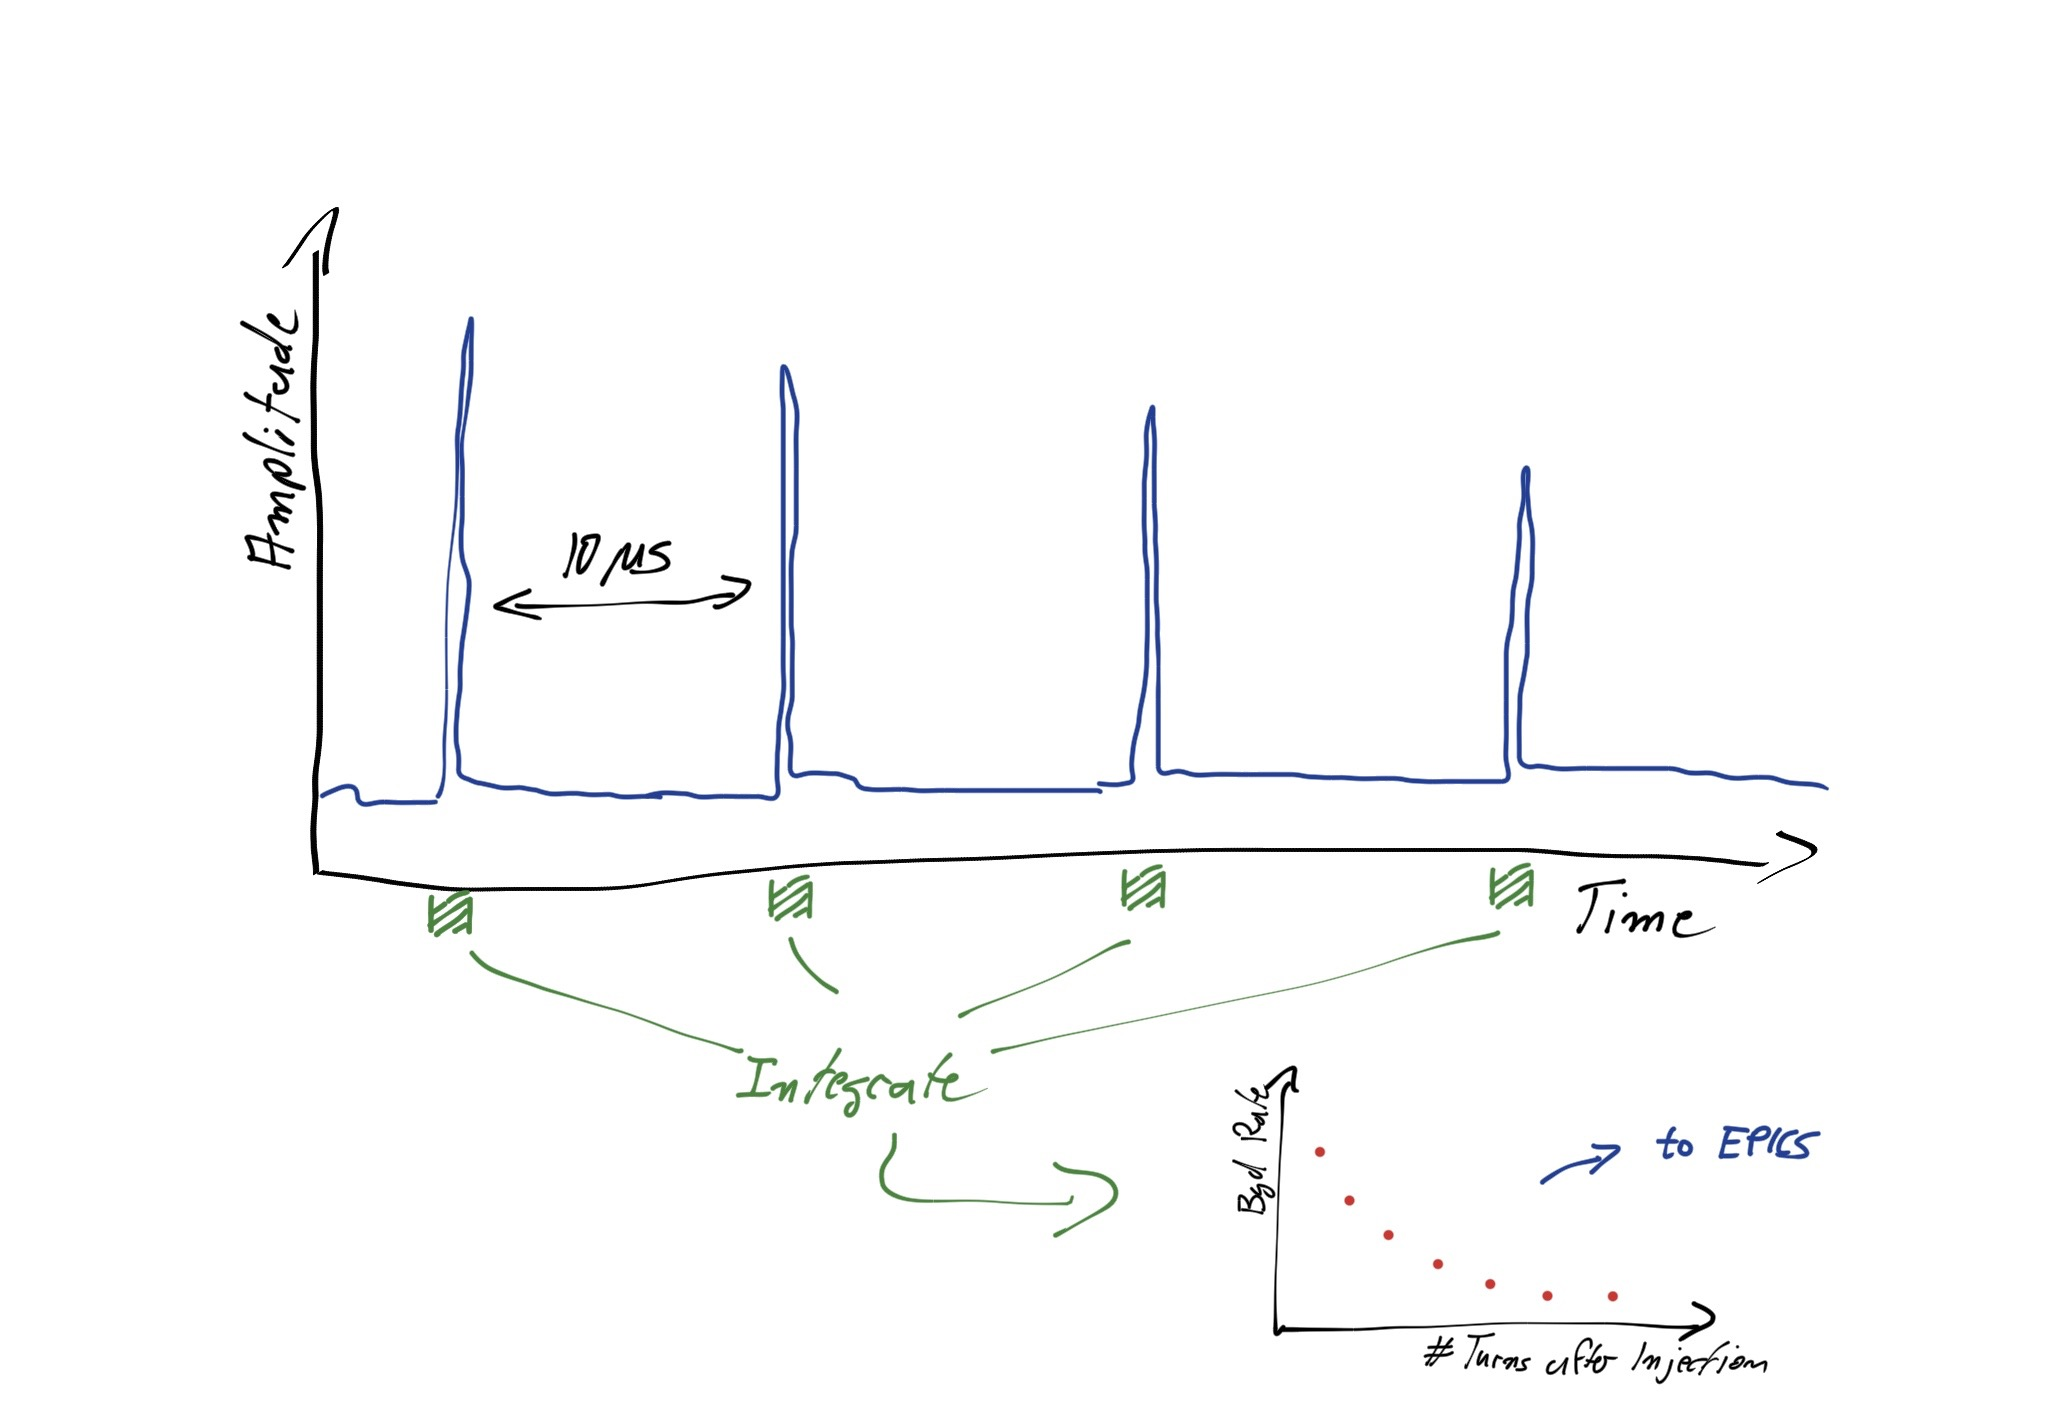 Amplitude
10 µs
Time
Integrate
Bgd Rate
to EPICS
# Turns after Injection